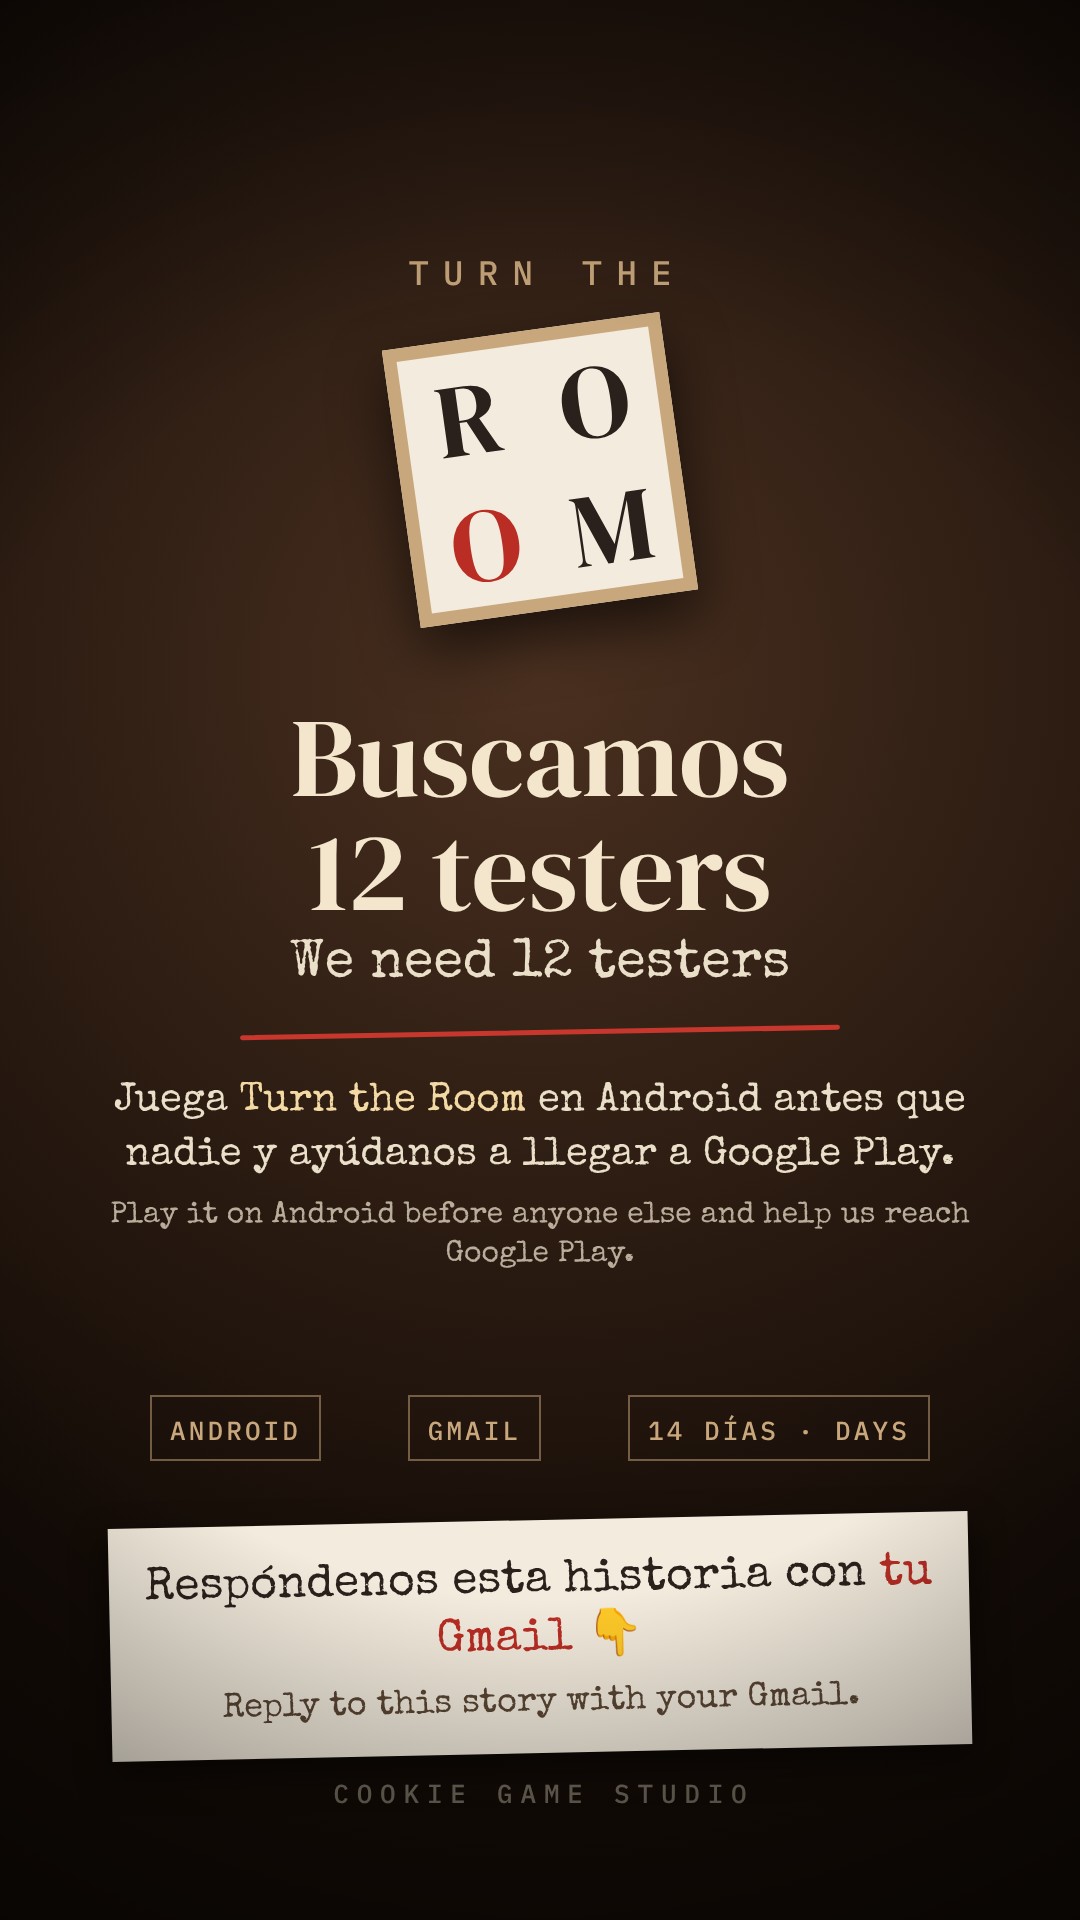 TURN THE
R O
O M
Buscamos
12 testers
We need 12 testers
Juega Turn the Room en Android antes que
nadie y ayúdanos a llegar a Google Play.
Play it on Android before anyone else and help us reach
Google Play.
ANDROID GMAIL 14 DÍAS · DAYS
Respóndenos esta historia con tu
Gmail 👇
Reply to this story with your Gmail.
COOKIE GAME STUDIO